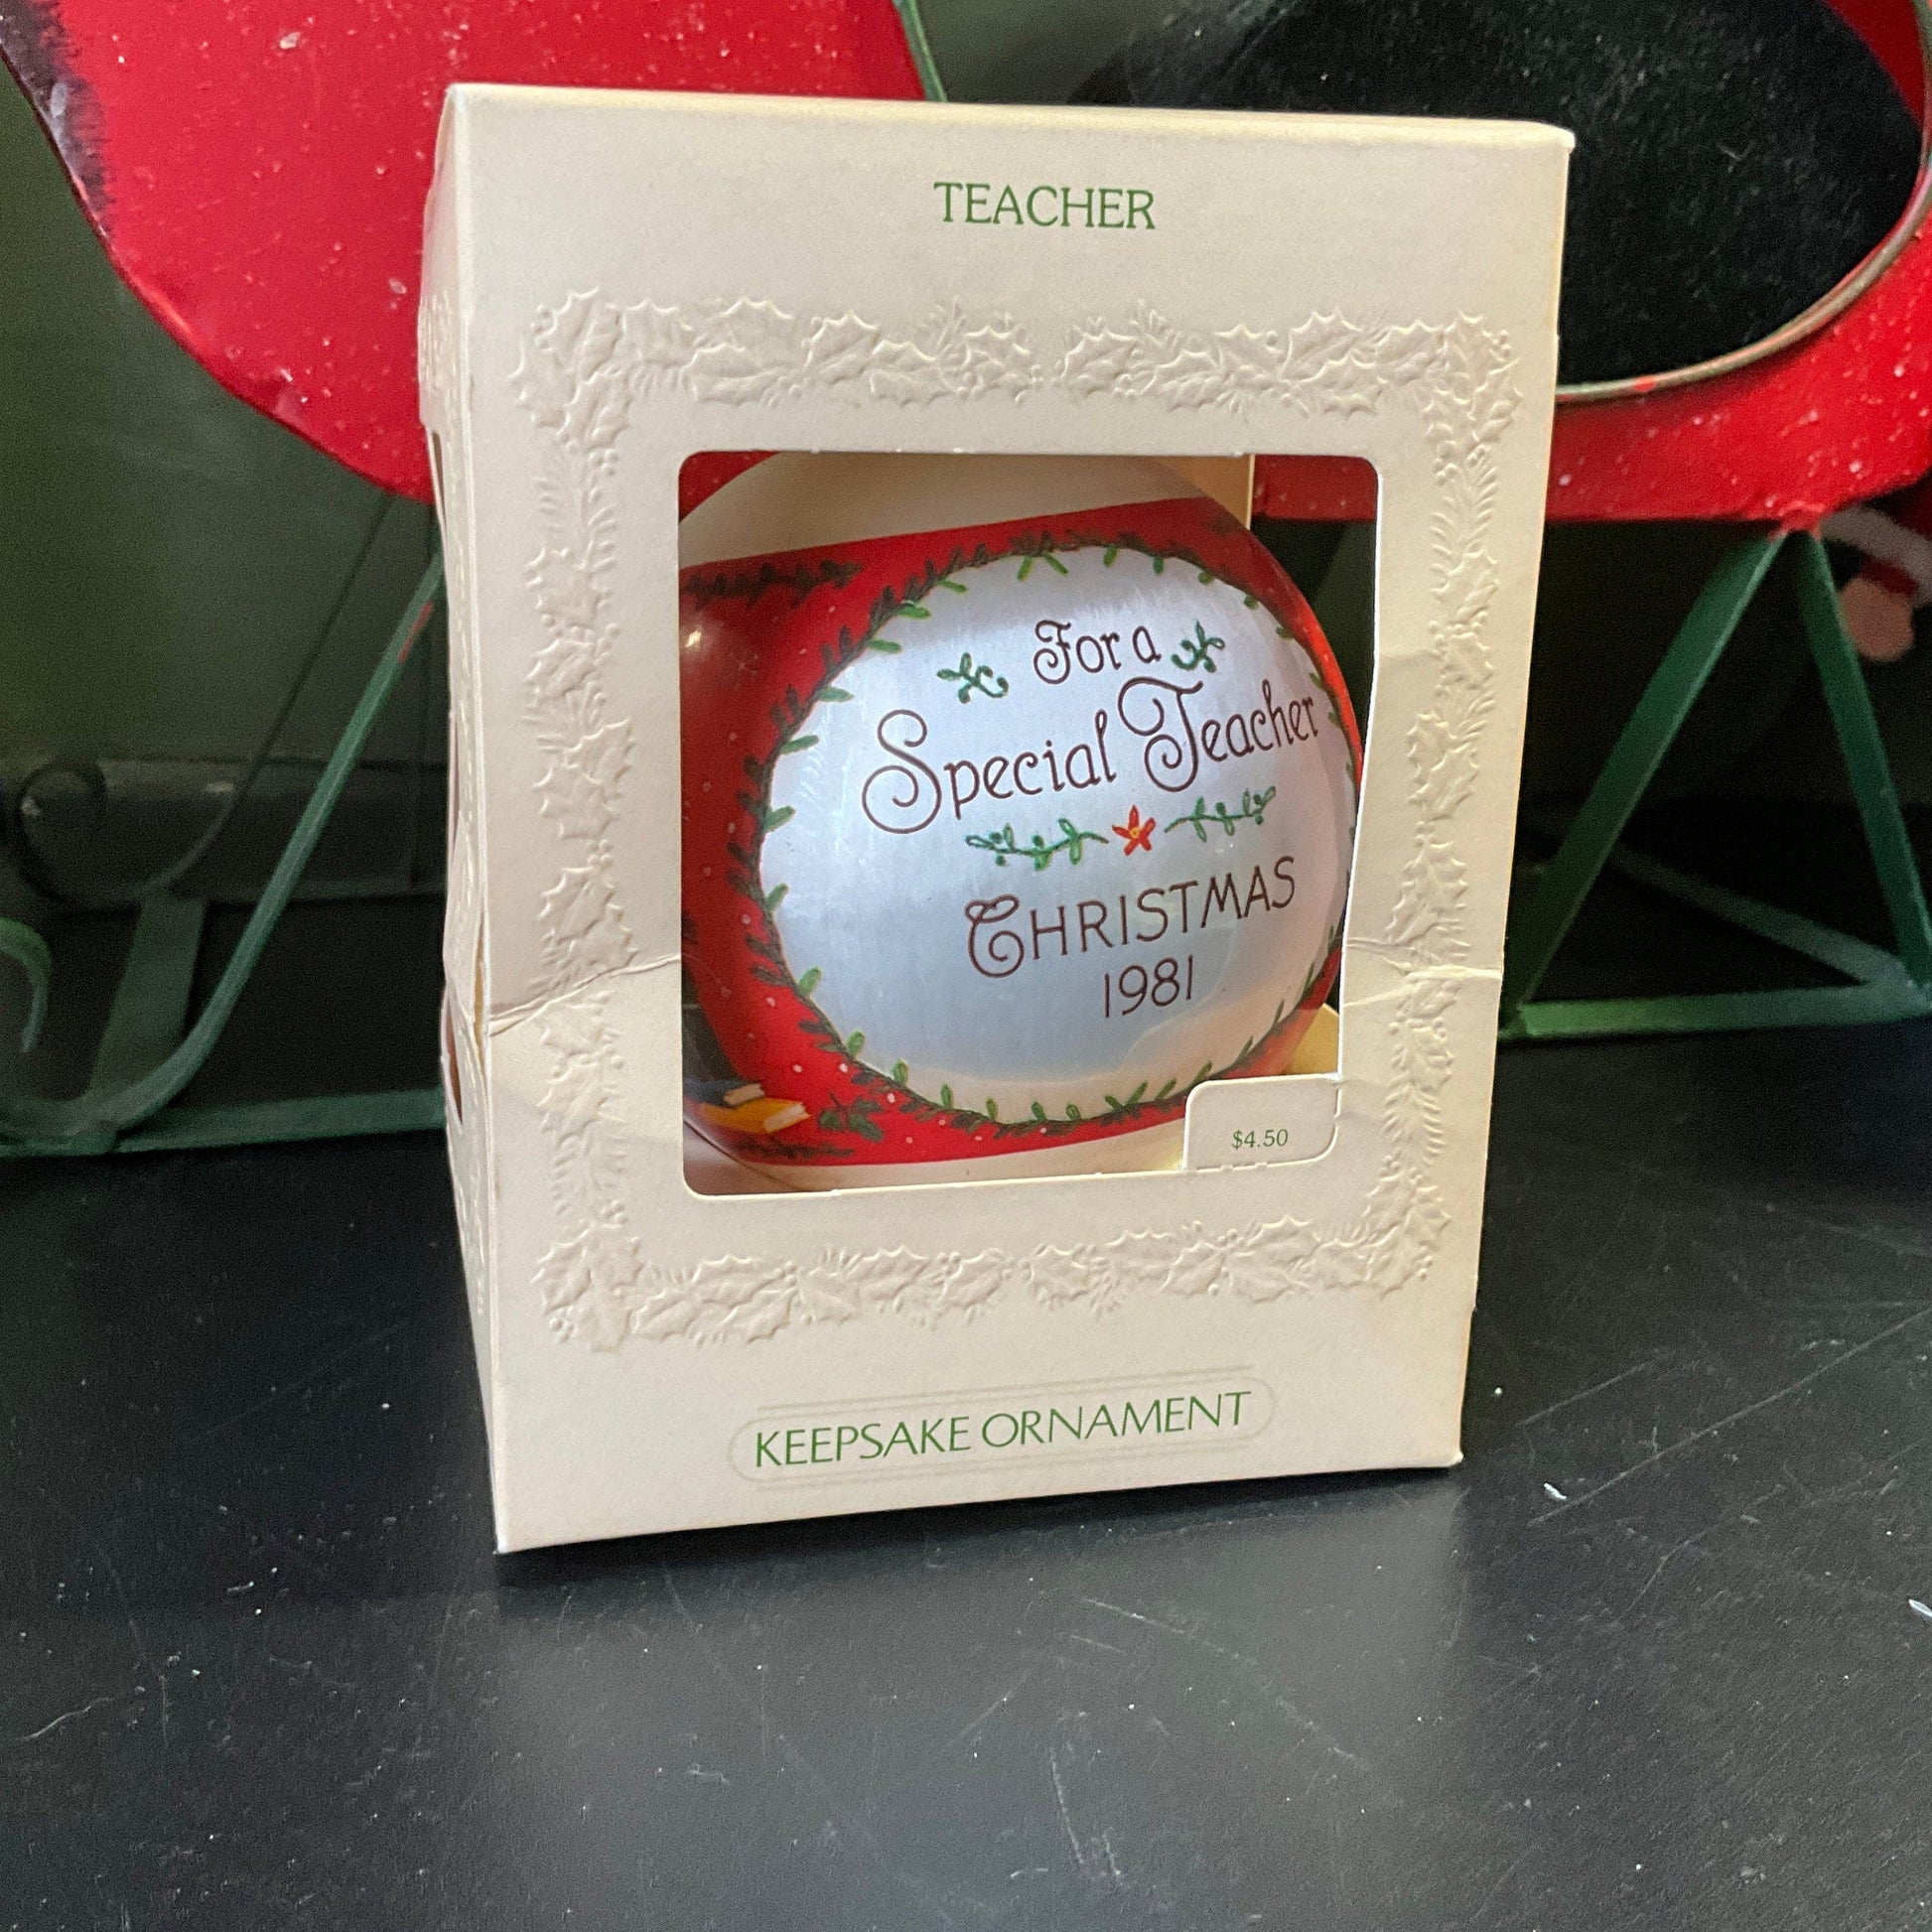 TEACHER
For a
Special Teacher
CHRISTMAS
1981
$4.50
KEEPSAKE ORNAMENT